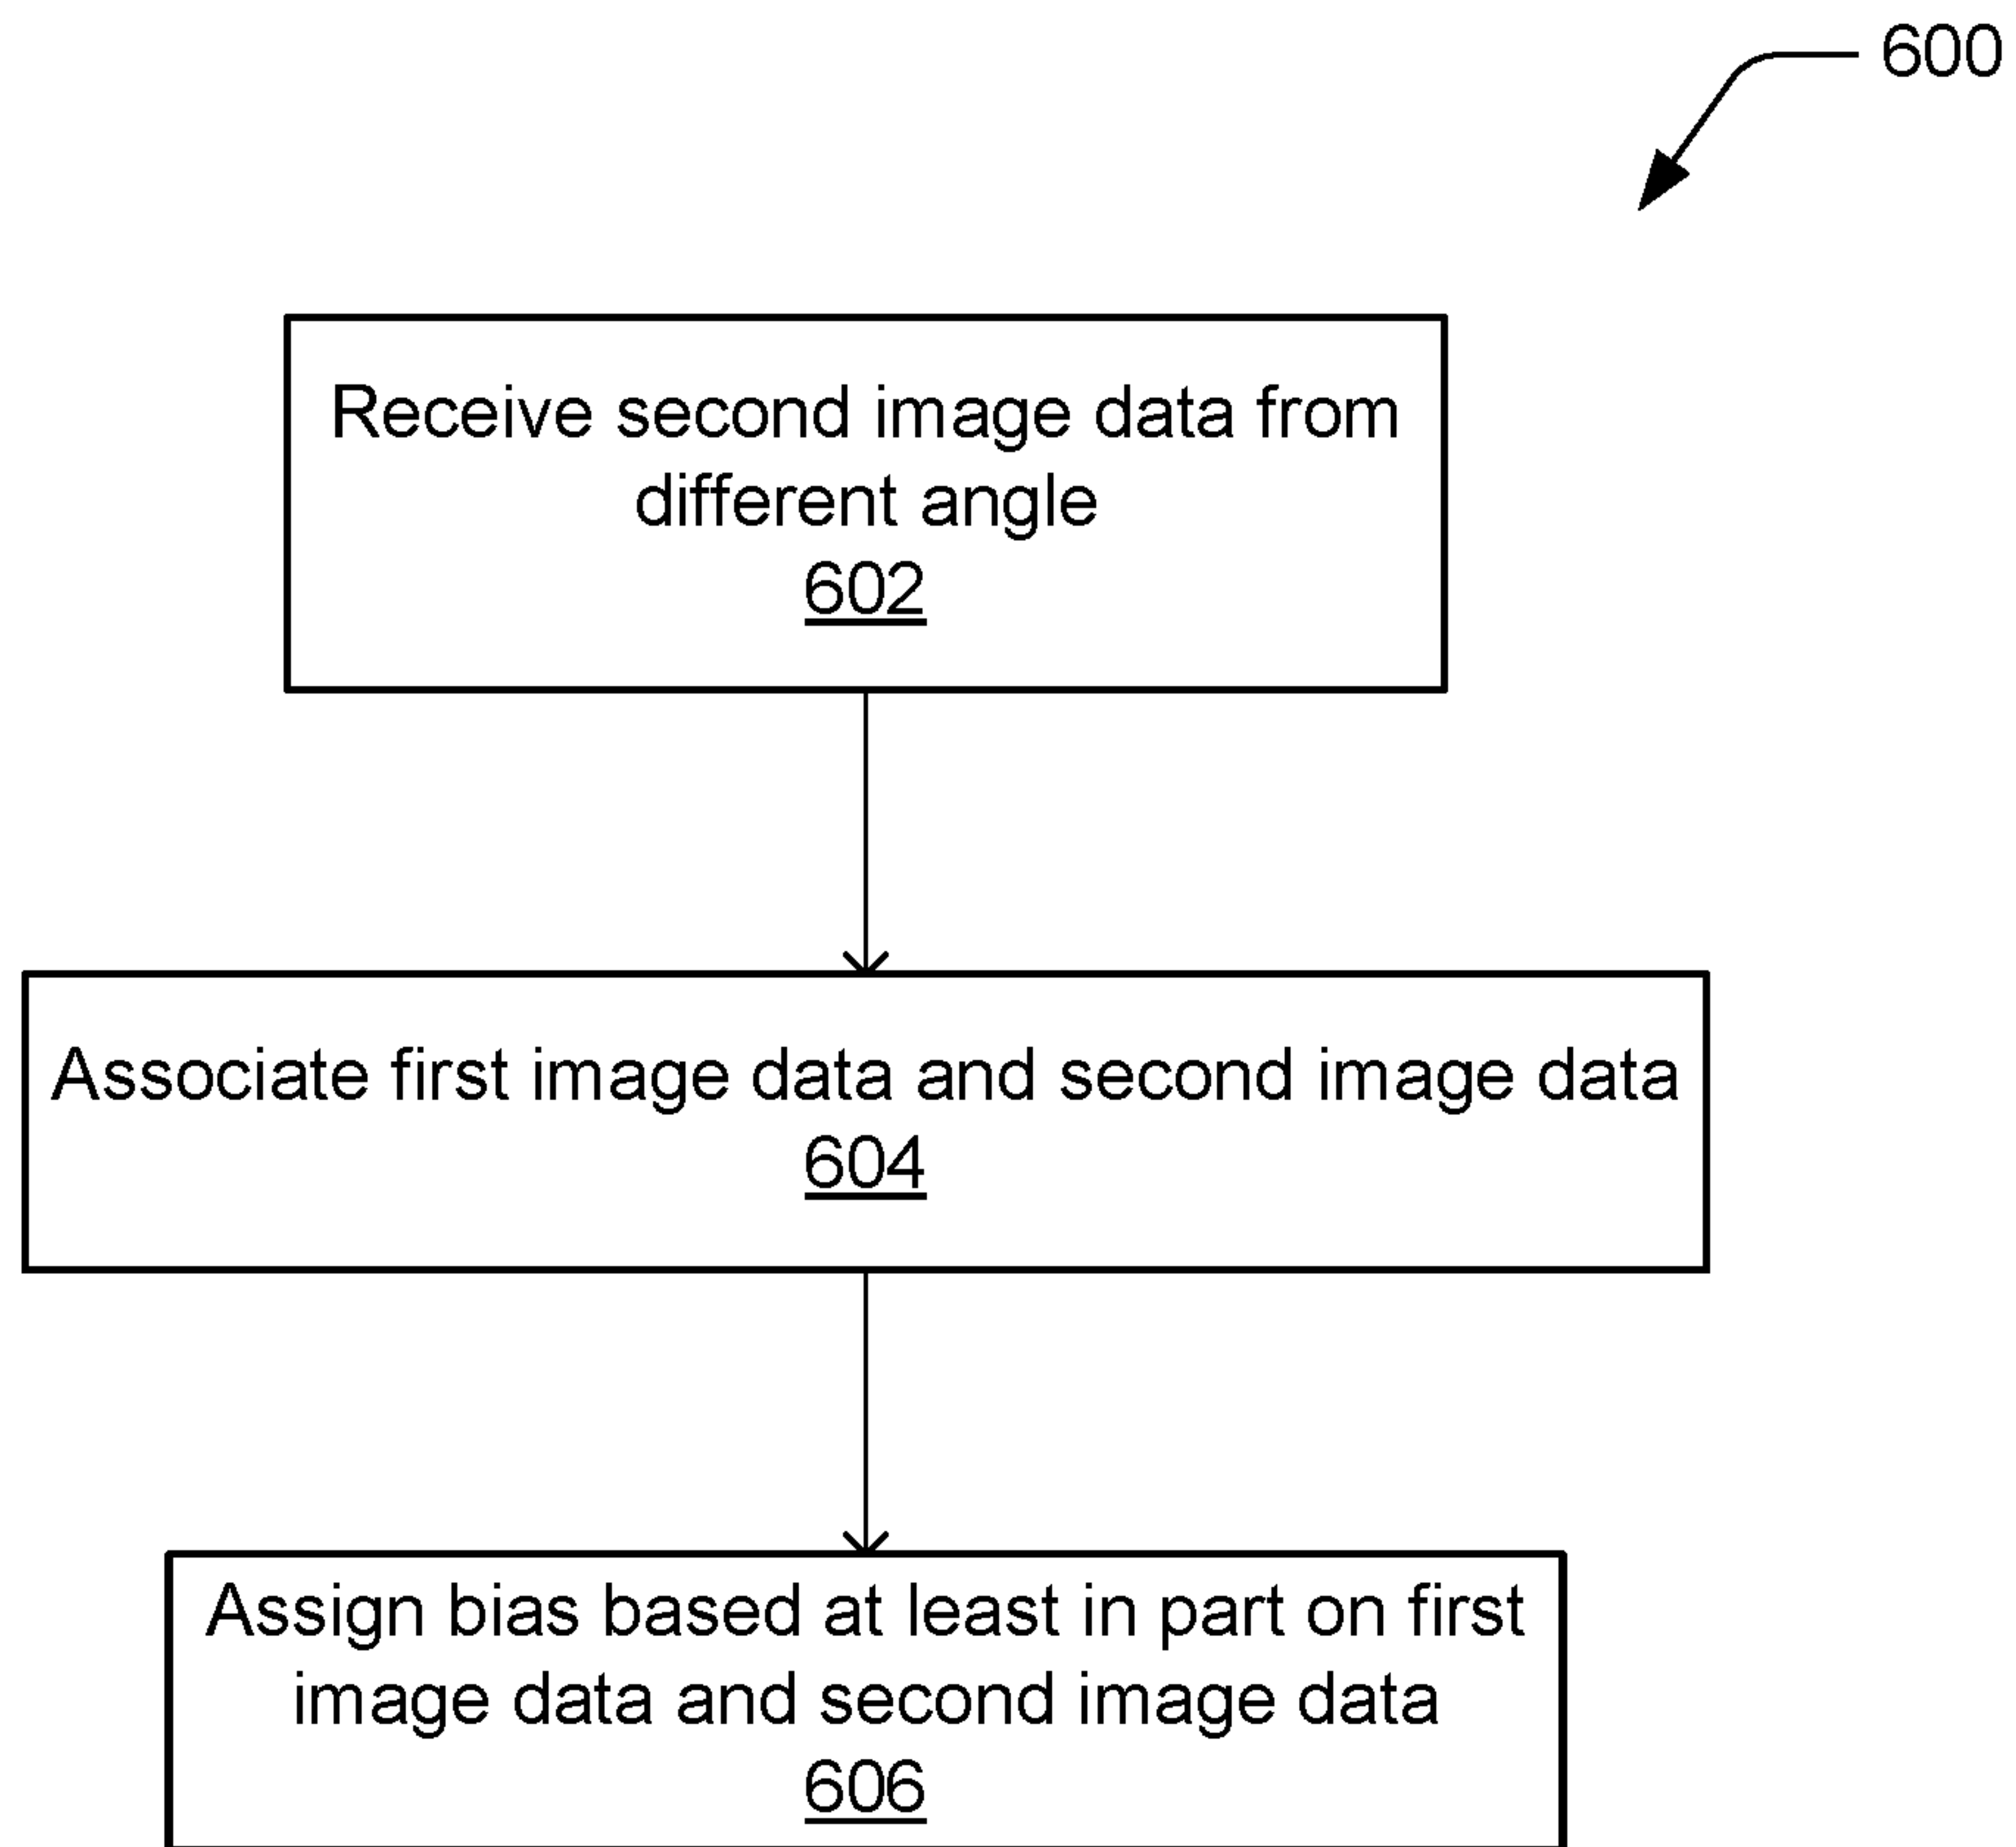 600
Receive second image data from
different angle
602
Associate first image data and second image data
604
Assign bias based at least in part on first
image data and second image data
606